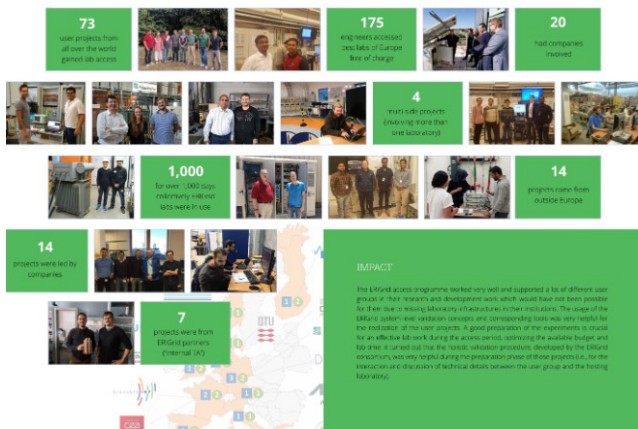 73
user projects from
all over the world
gained lab access
175
engineers accessed
best labs of Europe
free of charge
20
had companies
involved
4
multi-side projects
(involving more than
one laboratory)
1,000
for over 1,000 days
collectively ERIGrid
labs were in use
14
projects came from
outside Europe
14
projects were led by
companies
7
projects were from
ERIGrid partners
("internal TA")
DTU
IMPACT
The ERIGrid access programme worked very well and supported a lot of different user
groups in their research and development work which would have not been possible
for them due to missing laboratory infrastructures in their institutions. The usage of the
ERIGrid system level validation concepts and corresponding tools was very helpful for
the realization of the user projects. A good preparation of the experiments is crucial
for an effective lab work during the access period, optimizing the available budget and
lab time. It turned out that the holistic validation procedure, developed by the ERIGrid
consortium, was very helpful during the preparation phase of those projects (i.e., for the
interaction and discussion of technical details between the user group and the hosting
laboratory).